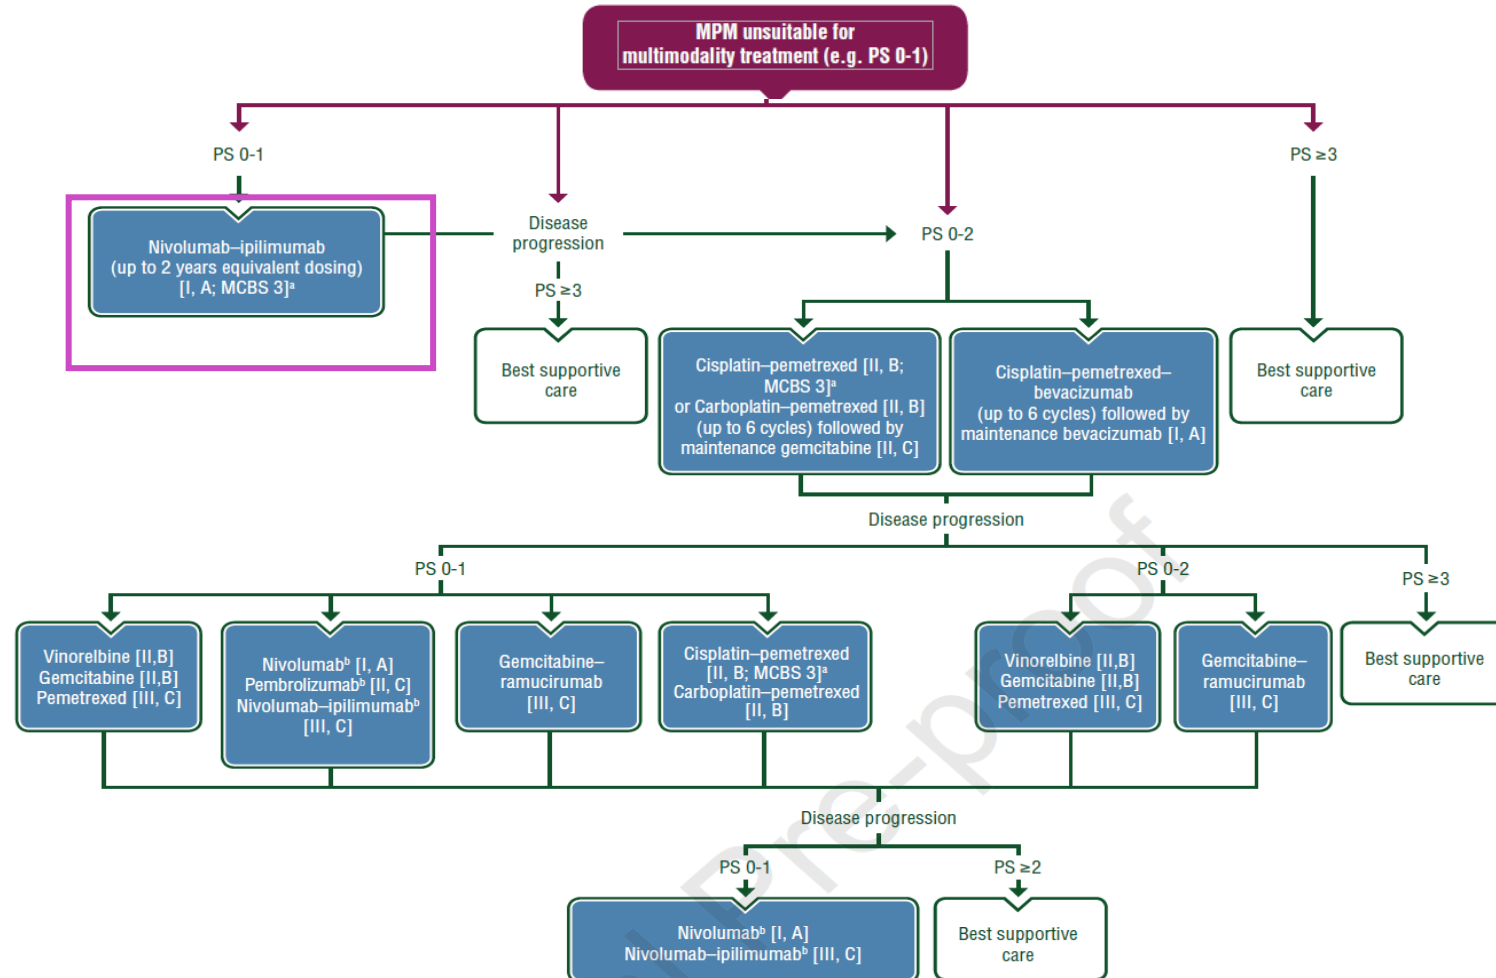 MPM unsuitable for
multimodality treatment (e.g. PS 0-1)
PS 0-1
PS ≥3
Nivolumab–ipilimumab
(up to 2 years equivalent dosing)
[I, A; MCBS 3]ᵃ
Disease
progression
PS 0-2
PS ≥3
Best supportive
care
Cisplatin–pemetrexed [II, B;
MCBS 3]ᵃ
or Carboplatin–pemetrexed [II, B]
(up to 6 cycles) followed by
maintenance gemcitabine [II, C]
Cisplatin–pemetrexed–
bevacizumab
(up to 6 cycles) followed by
maintenance bevacizumab [I, A]
Best supportive
care
Disease progression
PS 0-1
PS 0-2
PS ≥3
Vinorelbine [II,B]
Gemcitabine [II,B]
Pemetrexed [III, C]
Nivolumabᵇ [I, A]
Pembrolizumabᵇ [II, C]
Nivolumab–ipilimumabᵇ
[III, C]
Gemcitabine–
ramucirumab
[III, C]
Cisplatin–pemetrexed
[II, B; MCBS 3]ᵃ
Carboplatin–pemetrexed
[II, B]
Vinorelbine [II,B]
Gemcitabine [II,B]
Pemetrexed [III, C]
Gemcitabine–
ramucirumab
[III, C]
Best supportive
care
Disease progression
PS 0-1
PS ≥2
Nivolumabᵇ [I, A]
Nivolumab–ipilimumabᵇ [III, C]
Best supportive
care
Pre-proof